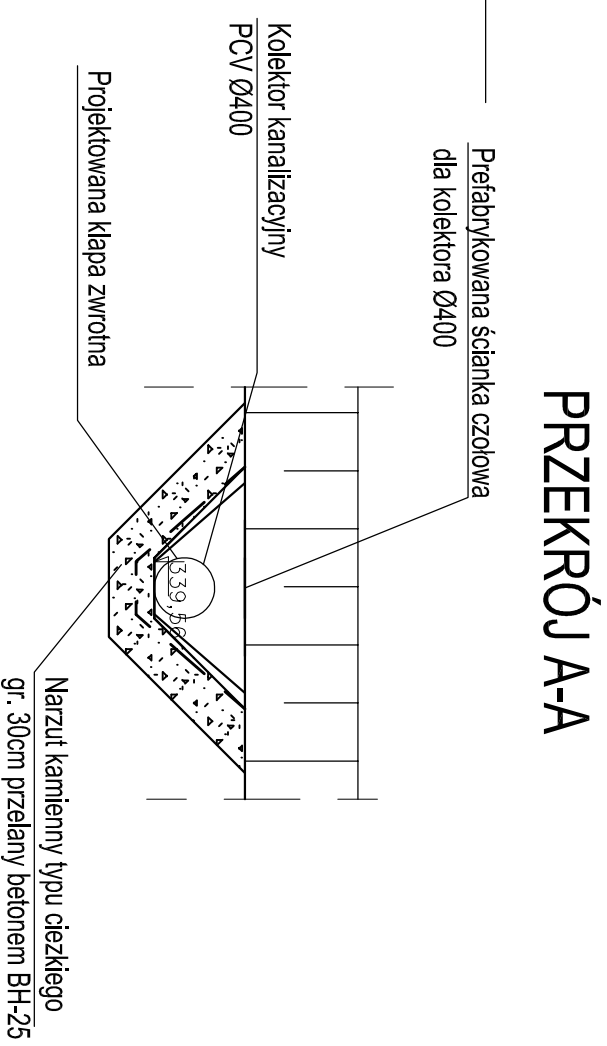 PRZEKRÓJ A-A
Prefabrykowana ścianka czołowa
dla kolektora Ø400
Kolektor kanalizacyjny
PCV Ø400
Projektowana klapa zwrotna
339,56
Narzut kamienny typu ciezkiego
gr. 30cm przelany betonem BH-25